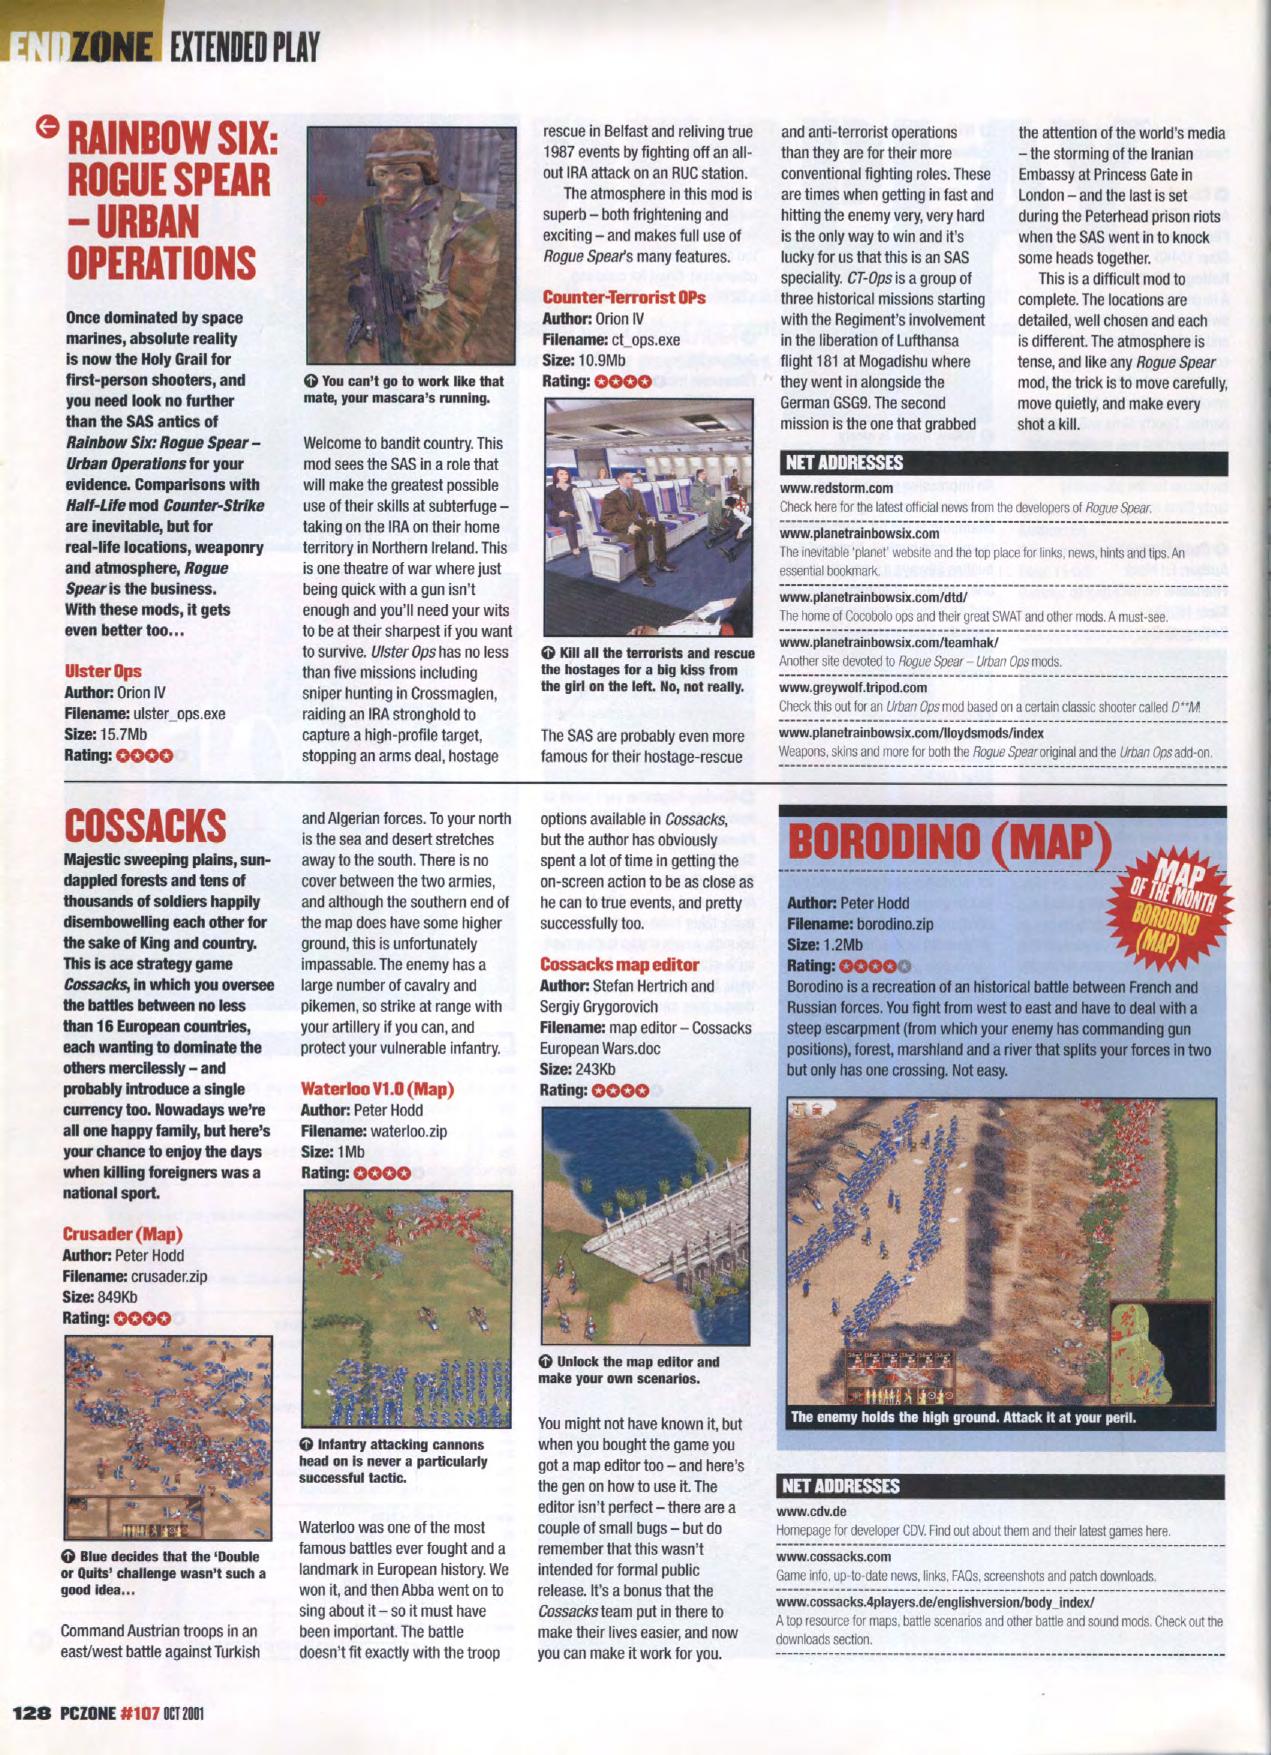 ENDZONE EXTENDED PLAY
RAINBOW SIX:
ROGUE SPEAR
– URBAN
OPERATIONS
Once dominated by space
marines, absolute reality
is now the Holy Grail for
first-person shooters, and
you need look no further
than the SAS antics of
Rainbow Six: Rogue Spear –
Urban Operations for your
evidence. Comparisons with
Half-Life mod Counter-Strike
are inevitable, but for
real-life locations, weaponry
and atmosphere, Rogue
Spear is the business.
With these mods, it gets
even better too...
Ulster Ops
Author: Orion IV
Filename: ulster_ops.exe
Size: 15.7Mb
Rating:
You can't go to work like that
mate, your mascara's running.
Welcome to bandit country. This
mod sees the SAS in a role that
will make the greatest possible
use of their skills at subterfuge –
taking on the IRA on their home
territory in Northern Ireland. This
is one theatre of war where just
being quick with a gun isn't
enough and you'll need your wits
to be at their sharpest if you want
to survive. Ulster Ops has no less
than five missions including
sniper hunting in Crossmaglen,
raiding an IRA stronghold to
capture a high-profile target,
stopping an arms deal, hostage
rescue in Belfast and reliving true
1987 events by fighting off an all-
out IRA attack on an RUC station.
The atmosphere in this mod is
superb – both frightening and
exciting – and makes full use of
Rogue Spear's many features.
Counter-Terrorist OPs
Author: Orion IV
Filename: ct_ops.exe
Size: 10.9Mb
Rating:
Kill all the terrorists and rescue
the hostages for a big kiss from
the girl on the left. No, not really.
The SAS are probably even more
famous for their hostage-rescue
and anti-terrorist operations
than they are for their more
conventional fighting roles. These
are times when getting in fast and
hitting the enemy very, very hard
is the only way to win and it's
lucky for us that this is an SAS
speciality. CT-Ops is a group of
three historical missions starting
with the Regiment's involvement
in the liberation of Lufthansa
flight 181 at Mogadishu where
they went in alongside the
German GSG9. The second
mission is the one that grabbed
the attention of the world's media
– the storming of the Iranian
Embassy at Princess Gate in
London – and the last is set
during the Peterhead prison riots
when the SAS went in to knock
some heads together.
This is a difficult mod to
complete. The locations are
detailed, well chosen and each
is different. The atmosphere is
tense, and like any Rogue Spear
mod, the trick is to move carefully,
move quietly, and make every
shot a kill.
NET ADDRESSES
www.redstorm.com
Check here for the latest official news from the developers of Rogue Spear.
www.planetrainbowsix.com
The inevitable 'planet' website and the top place for links, news, hints and tips. An
essential bookmark.
www.planetrainbowsix.com/dtd/
The home of Cocobolo ops and their great SWAT and other mods. A must-see.
www.planetrainbowsix.com/teamhak/
Another site devoted to Rogue Spear – Urban Ops mods.
www.greywolf.tripod.com
Check this out for an Urban Ops mod based on a certain classic shooter called D**M!
www.planetrainbowsix.com/lloydsmods/index
Weapons, skins and more for both the Rogue Spear original and the Urban Ops add-on.
COSSACKS
Majestic sweeping plains, sun-
dappled forests and tens of
thousands of soldiers happily
disembowelling each other for
the sake of King and country.
This is ace strategy game
Cossacks, in which you oversee
the battles between no less
than 16 European countries,
each wanting to dominate the
others mercilessly – and
probably introduce a single
currency too. Nowadays we're
all one happy family, but here's
your chance to enjoy the days
when killing foreigners was a
national sport.
Crusader (Map)
Author: Peter Hodd
Filename: crusader.zip
Size: 849Kb
Rating:
Blue decides that the 'Double
or Quits' challenge wasn't such a
good idea...
Command Austrian troops in an
east/west battle against Turkish
and Algerian forces. To your north
is the sea and desert stretches
away to the south. There is no
cover between the two armies,
and although the southern end of
the map does have some higher
ground, this is unfortunately
impassable. The enemy has a
large number of cavalry and
pikemen, so strike at range with
your artillery if you can, and
protect your vulnerable infantry.
Waterloo V1.0 (Map)
Author: Peter Hodd
Filename: waterloo.zip
Size: 1Mb
Rating:
Infantry attacking cannons
head on is never a particularly
successful tactic.
Waterloo was one of the most
famous battles ever fought and a
landmark in European history. We
won it, and then Abba went on to
sing about it – so it must have
been important. The battle
doesn't fit exactly with the troop
options available in Cossacks,
but the author has obviously
spent a lot of time in getting the
on-screen action to be as close as
he can to true events, and pretty
successfully too.
Cossacks map editor
Author: Stefan Hertrich and
Sergiy Grygorovich
Filename: map editor – Cossacks
European Wars.doc
Size: 243Kb
Rating:
Unlock the map editor and
make your own scenarios.
You might not have known it, but
when you bought the game you
got a map editor too – and here's
the gen on how to use it. The
editor isn't perfect – there are a
couple of small bugs – but do
remember that this wasn't
intended for formal public
release. It's a bonus that the
Cossacks team put in there to
make their lives easier, and now
you can make it work for you.
BORODINO (MAP)
MAP
OF THE MONTH
BORODINO
(MAP)
Author: Peter Hodd
Filename: borodino.zip
Size: 1.2Mb
Rating:
Borodino is a recreation of an historical battle between French and
Russian forces. You fight from west to east and have to deal with a
steep escarpment (from which your enemy has commanding gun
positions), forest, marshland and a river that splits your forces in two
but only has one crossing. Not easy.
The enemy holds the high ground. Attack it at your peril.
NET ADDRESSES
www.cdv.de
Homepage for developer CDV. Find out about them and their latest games here.
www.cossacks.com
Game info, up-to-date news, links, FAQs, screenshots and patch downloads.
www.cossacks.4players.de/englishversion/body_index/
A top resource for maps, battle scenarios and other battle and sound mods. Check out the
downloads section.
128 PCZONE #107 OCT 2001